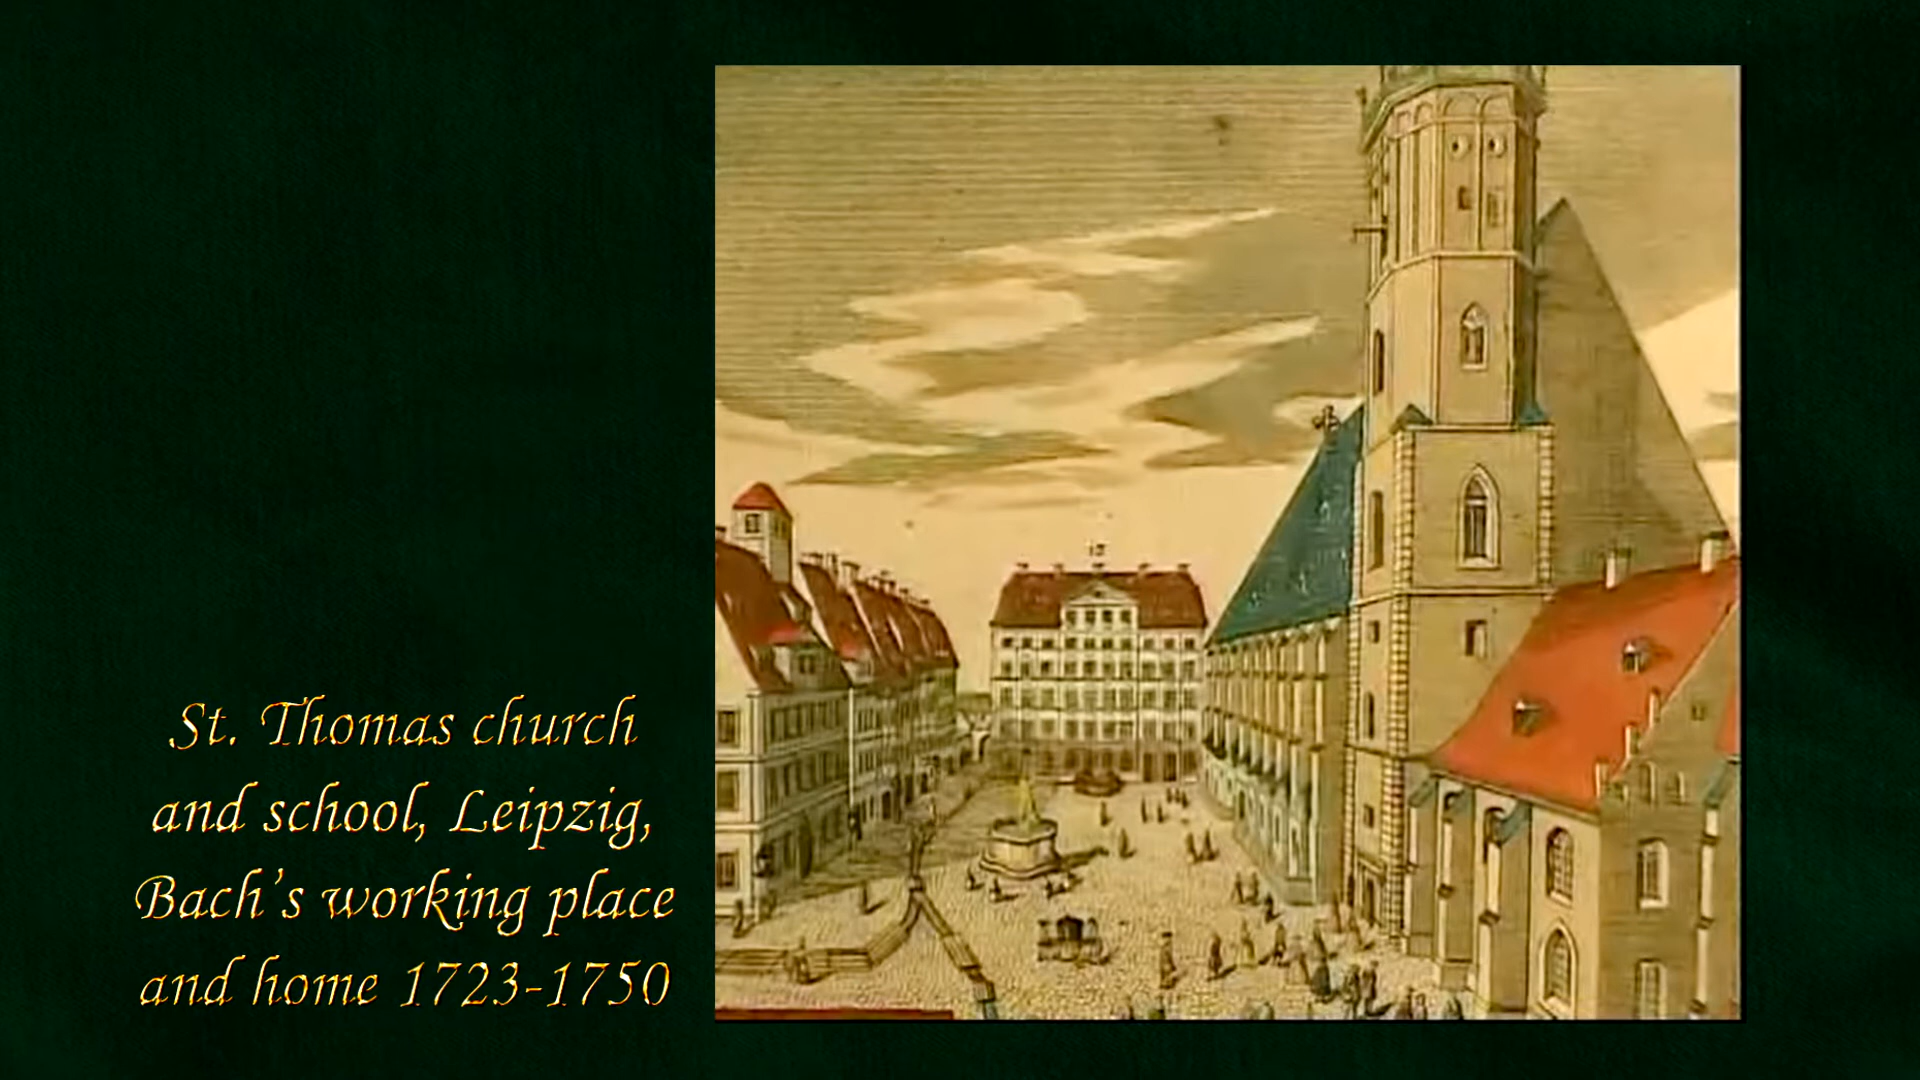 St. Thomas church
and school, Leipzig,
Bach's working place
and home 1723-1750